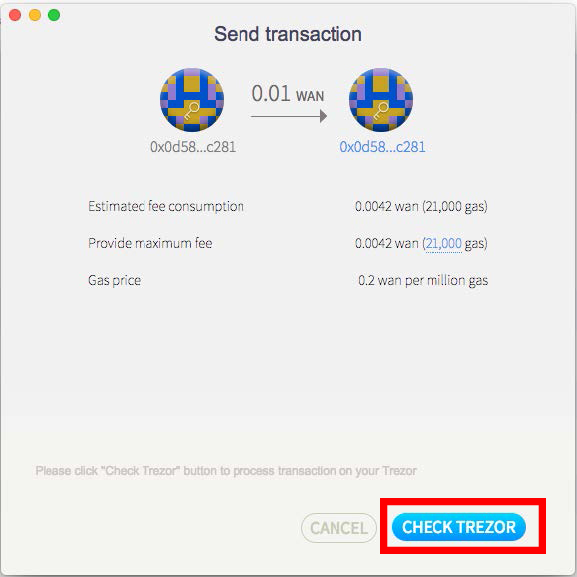 Send transaction
0.01 WAN
0x0d58...c281
0x0d58...c281
Estimated fee consumption 0.0042 wan (21,000 gas)
Provide maximum fee 0.0042 wan (21,000 gas)
Gas price 0.2 wan per million gas
Please click "Check Trezor" button to process transaction on your Trezor
CANCEL CHECK TREZOR